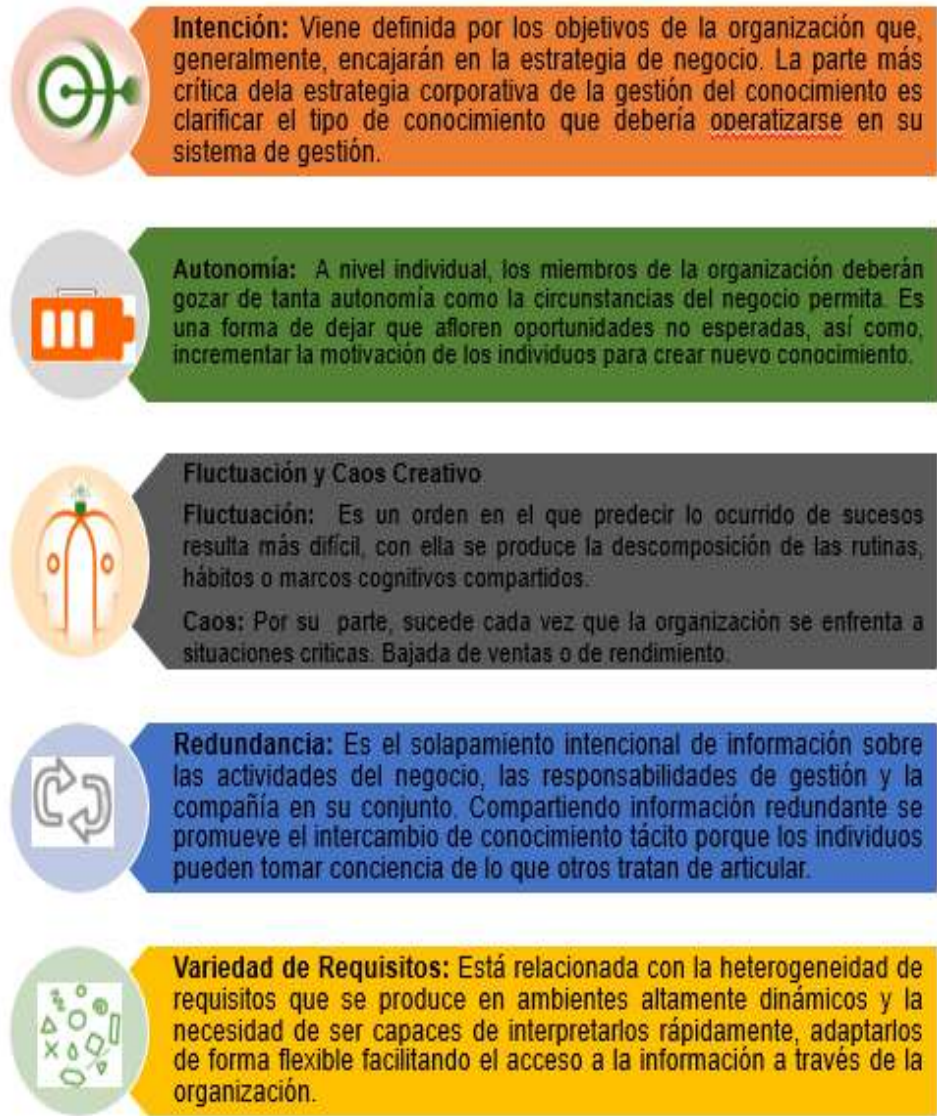 Intención: Viene definida por los objetivos de la organización que,
generalmente, encajarán en la estrategia de negocio. La parte más
crítica dela estrategia corporativa de la gestión del conocimiento es
clarificar el tipo de conocimiento que debería operatizarse en su
sistema de gestión.
Autonomía: A nivel individual, los miembros de la organización deberán
gozar de tanta autonomía como la circunstancias del negocio permita. Es
una forma de dejar que afloren oportunidades no esperadas, así como,
incrementar la motivación de los individuos para crear nuevo conocimiento.
Fluctuación y Caos Creativo
Fluctuación: Es un orden en el que predecir lo ocurrido de sucesos
resulta más difícil, con ella se produce la descomposición de las rutinas,
hábitos o marcos cognitivos compartidos.
Caos: Por su parte, sucede cada vez que la organización se enfrenta a
situaciones criticas. Bajada de ventas o de rendimiento.
Redundancia: Es el solapamiento intencional de información sobre
las actividades del negocio, las responsabilidades de gestión y la
compañía en su conjunto. Compartiendo información redundante se
promueve el intercambio de conocimiento tácito porque los individuos
pueden tomar conciencia de lo que otros tratan de articular.
Variedad de Requisitos: Está relacionada con la heterogeneidad de
requisitos que se produce en ambientes altamente dinámicos y la
necesidad de ser capaces de interpretarlos rápidamente, adaptarlos
de forma flexible facilitando el acceso a la información a través de la
organización.